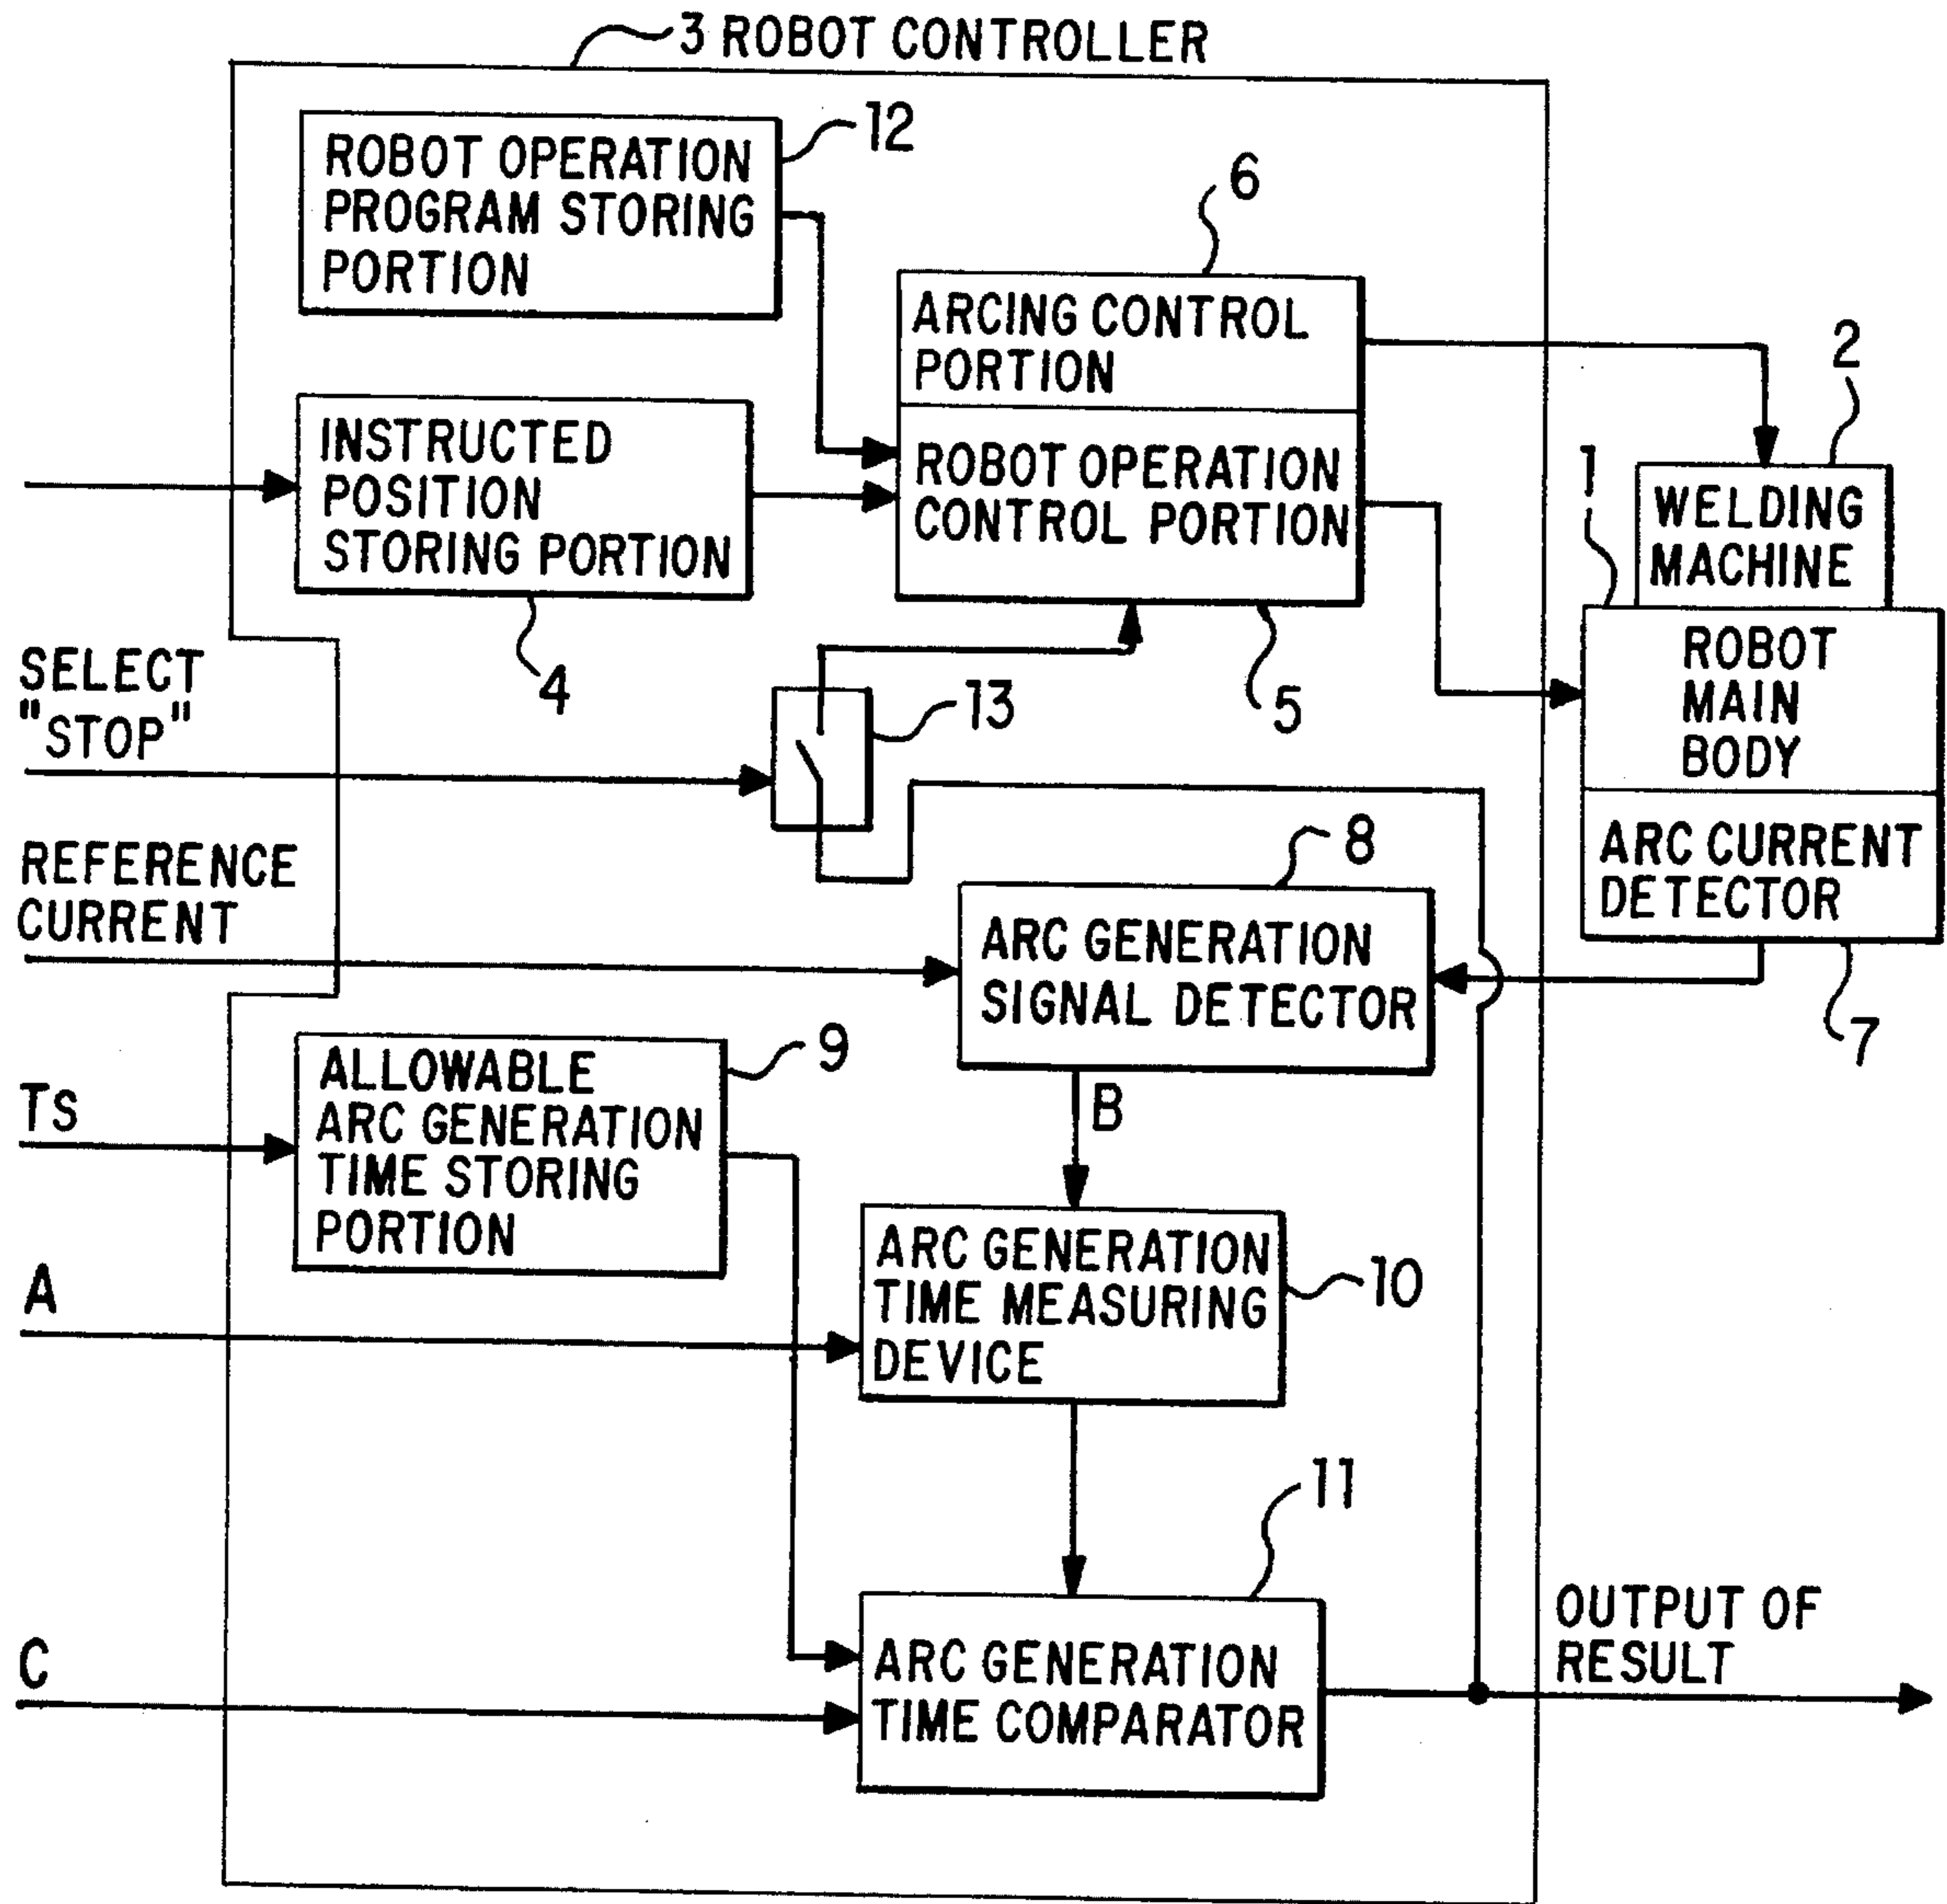 3 ROBOT CONTROLLER
12
ROBOT OPERATION
PROGRAM STORING
PORTION
6
ARCING CONTROL
PORTION
2
INSTRUCTED
POSITION
STORING PORTION
ROBOT OPERATION
CONTROL PORTION
1
WELDING
MACHINE
4
5
ROBOT
MAIN
BODY
SELECT
"STOP"
13
REFERENCE
CURRENT
8
ARC CURRENT
DETECTOR
ARC GENERATION
SIGNAL DETECTOR
7
9
Ts
ALLOWABLE
ARC GENERATION
TIME STORING
PORTION
B
A
ARC GENERATION
TIME MEASURING
DEVICE
10
11
C
ARC GENERATION
TIME COMPARATOR
OUTPUT OF
RESULT